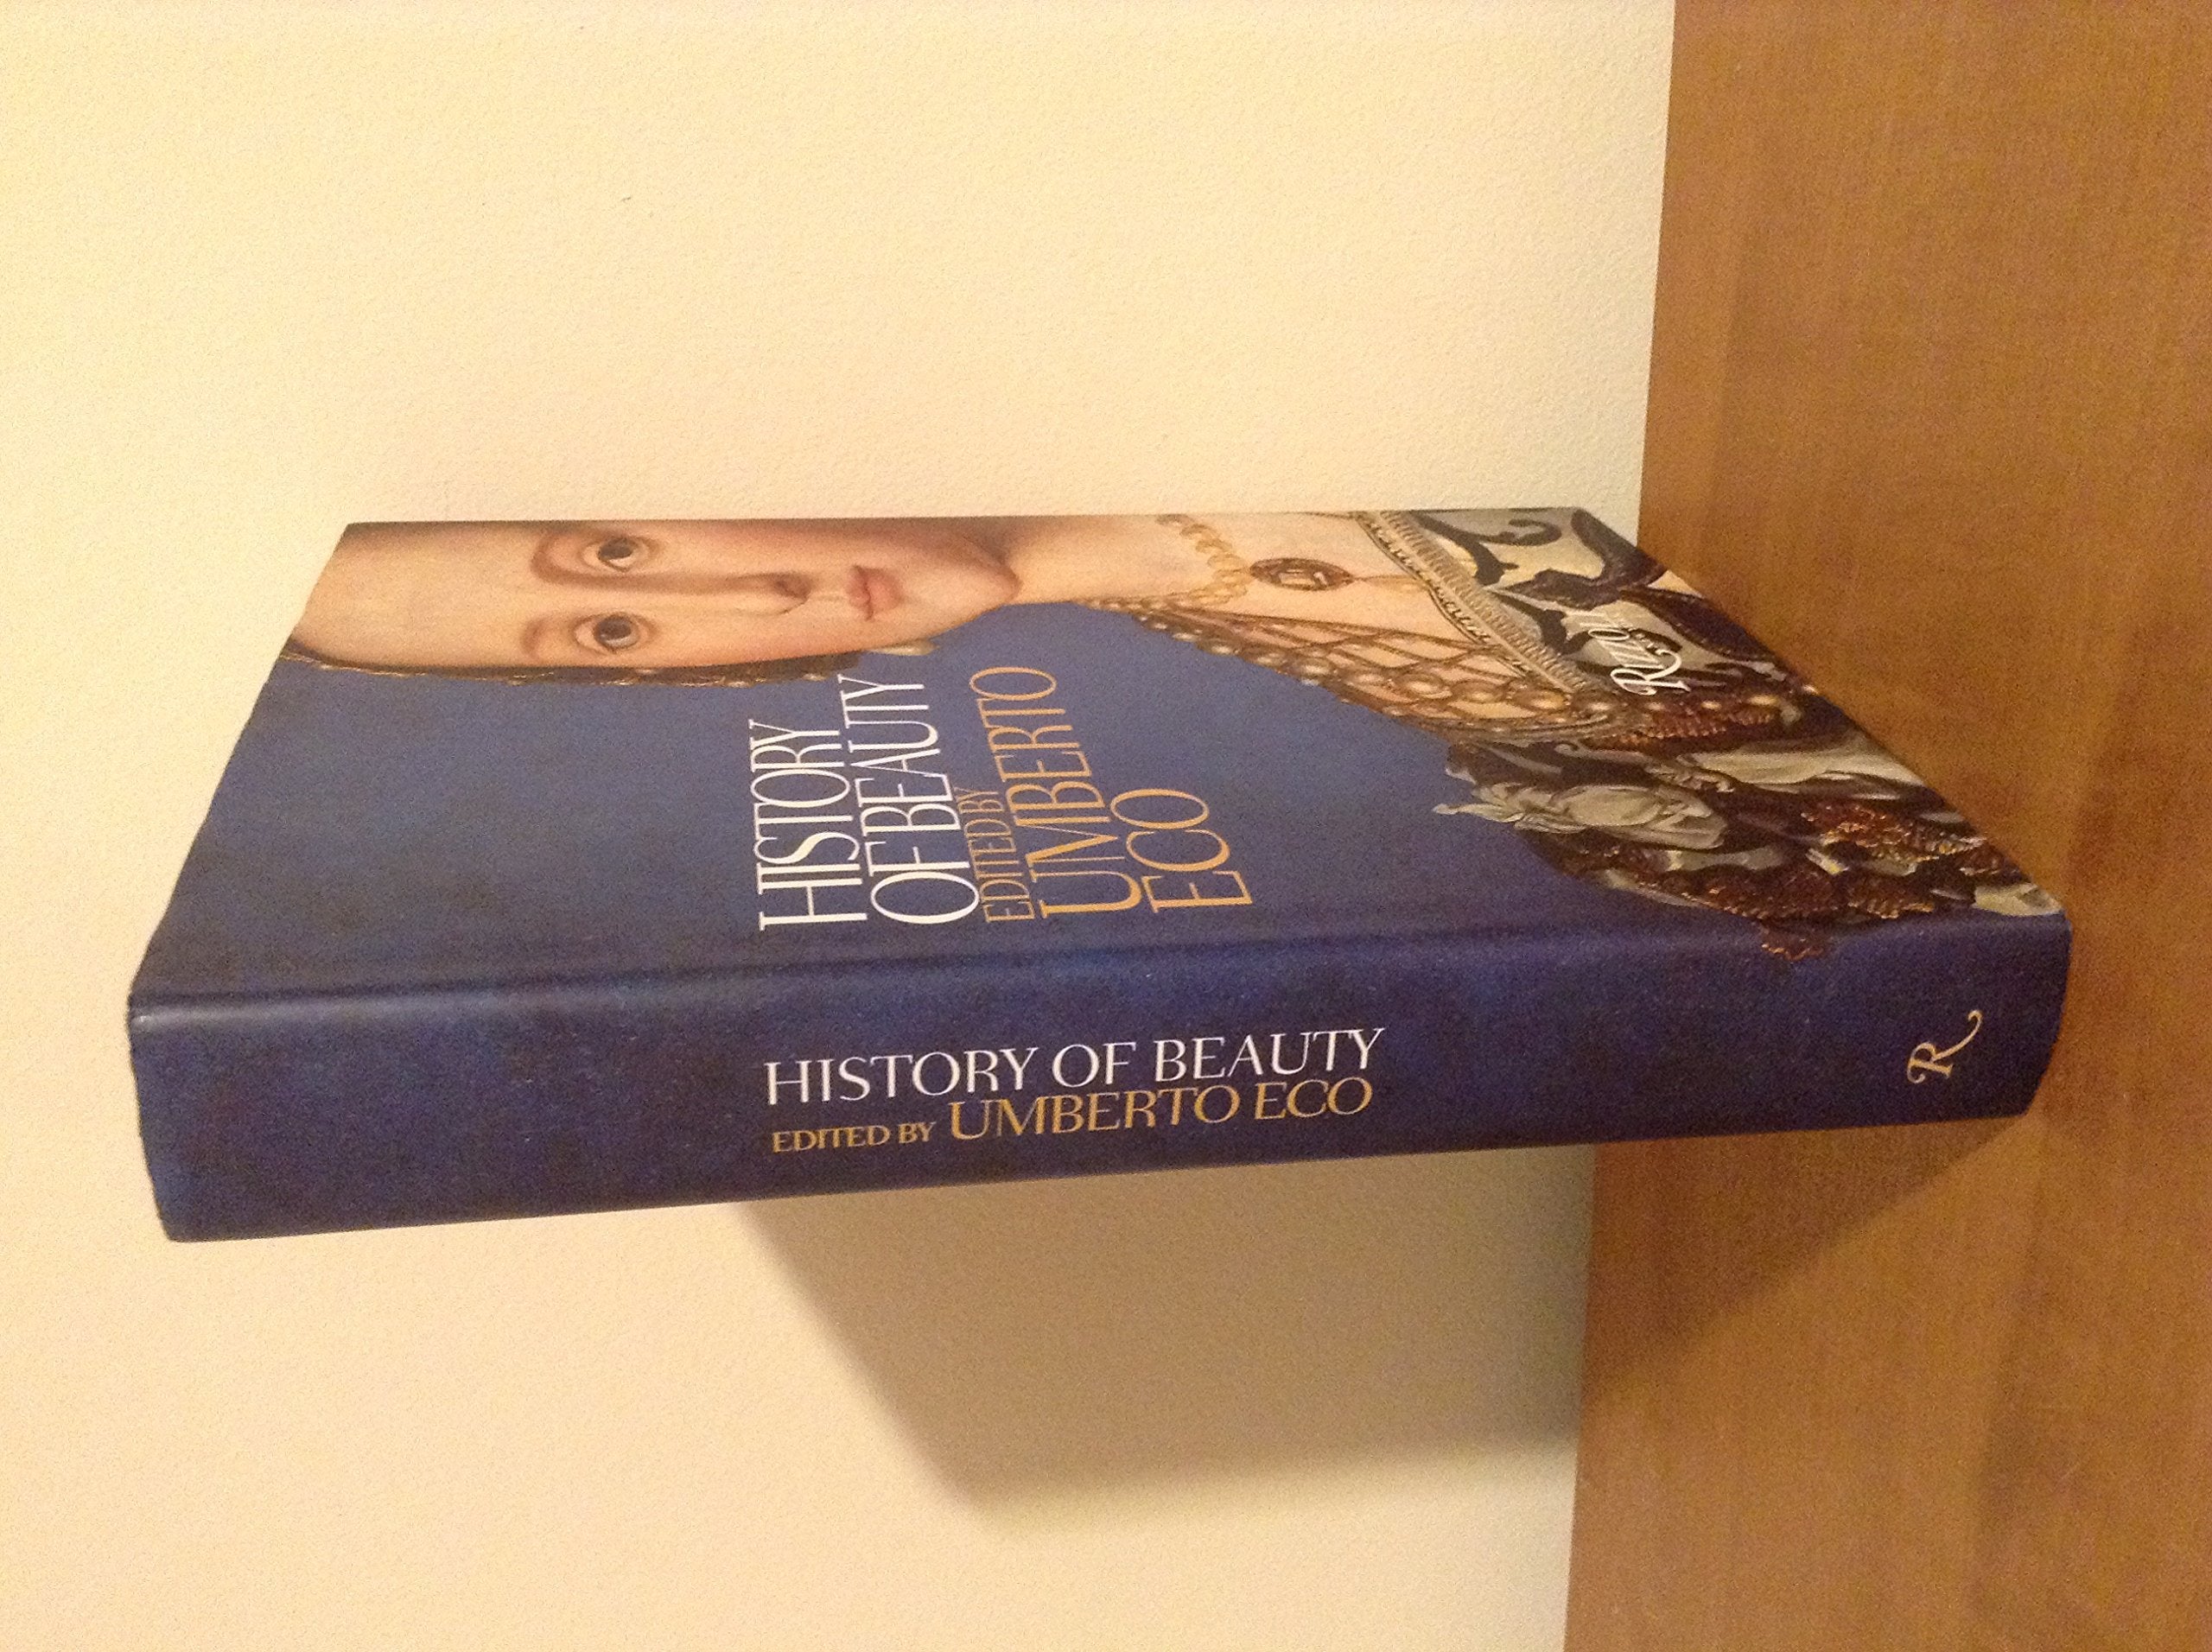 HISTORY
OF BEAUTY
EDITED BY
UMBERTO
ECO
Rizzoli
HISTORY OF BEAUTY
EDITED BY UMBERTO ECO
R